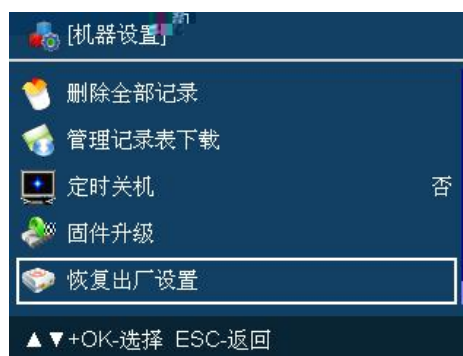 [机器设置]
删除全部记录
管理记录表下载
定时关机 否
固件升级
恢复出厂设置
▲▼+OK-选择 ESC-返回